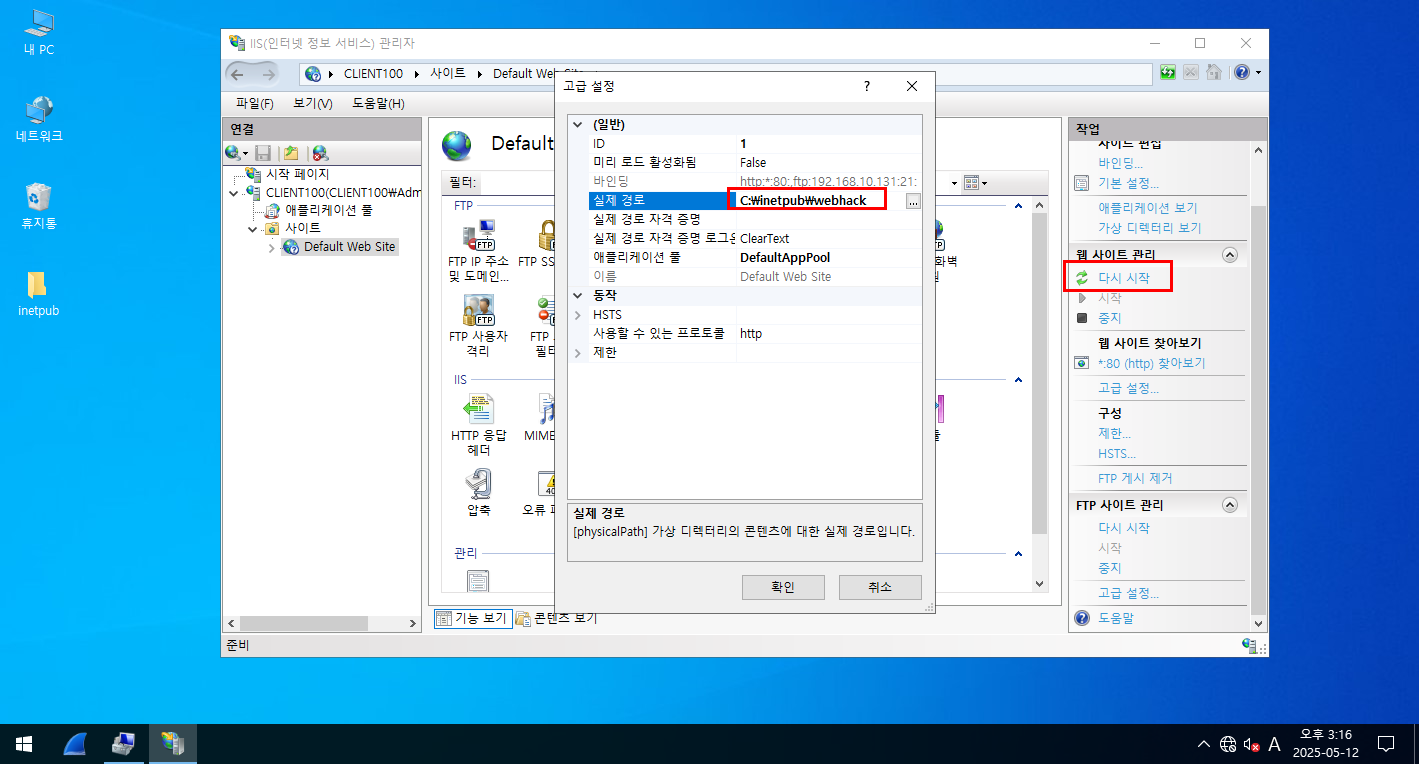 내 PC
네트워크
휴지통
inetpub
IIS(인터넷 정보 서비스) 관리자
CLIENT100
사이트
Default Web Site
파일(F)
보기(V)
도움말(H)
연결
시작 페이지
CLIENT100(CLIENT100₩Adm
애플리케이션 풀
사이트
Default Web Site
Default
필터:
FTP
FTP IP 주소
및 도메인...
FTP SS
FTP 사용자
격리
FTP
필터
IIS
HTTP 응답
헤더
MIME
압축
오류
관리
기능 보기
콘텐츠 보기
준비
고급 설정
?
(일반)
ID
1
미리 로드 활성화됨
False
바인딩
http:*:80:,ftp:192.168.10.131:21:
실제 경로
C:₩inetpub₩webhack
...
실제 경로 자격 증명
실제 경로 자격 증명 로그온
ClearText
애플리케이션 풀
DefaultAppPool
이름
Default Web Site
동작
HSTS
사용할 수 있는 프로토콜
http
제한
실제 경로
[physicalPath] 가상 디렉터리의 콘텐츠에 대한 실제 경로입니다.
확인
취소
작업
사이트 편집
바인딩...
기본 설정...
애플리케이션 보기
가상 디렉터리 보기
웹 사이트 관리
다시 시작
시작
중지
웹 사이트 찾아보기
*:80 (http) 찾아보기
고급 설정...
구성
제한...
HSTS...
FTP 게시 제거
FTP 사이트 관리
다시 시작
시작
중지
고급 설정...
도움말
A
오후 3:16
2025-05-12